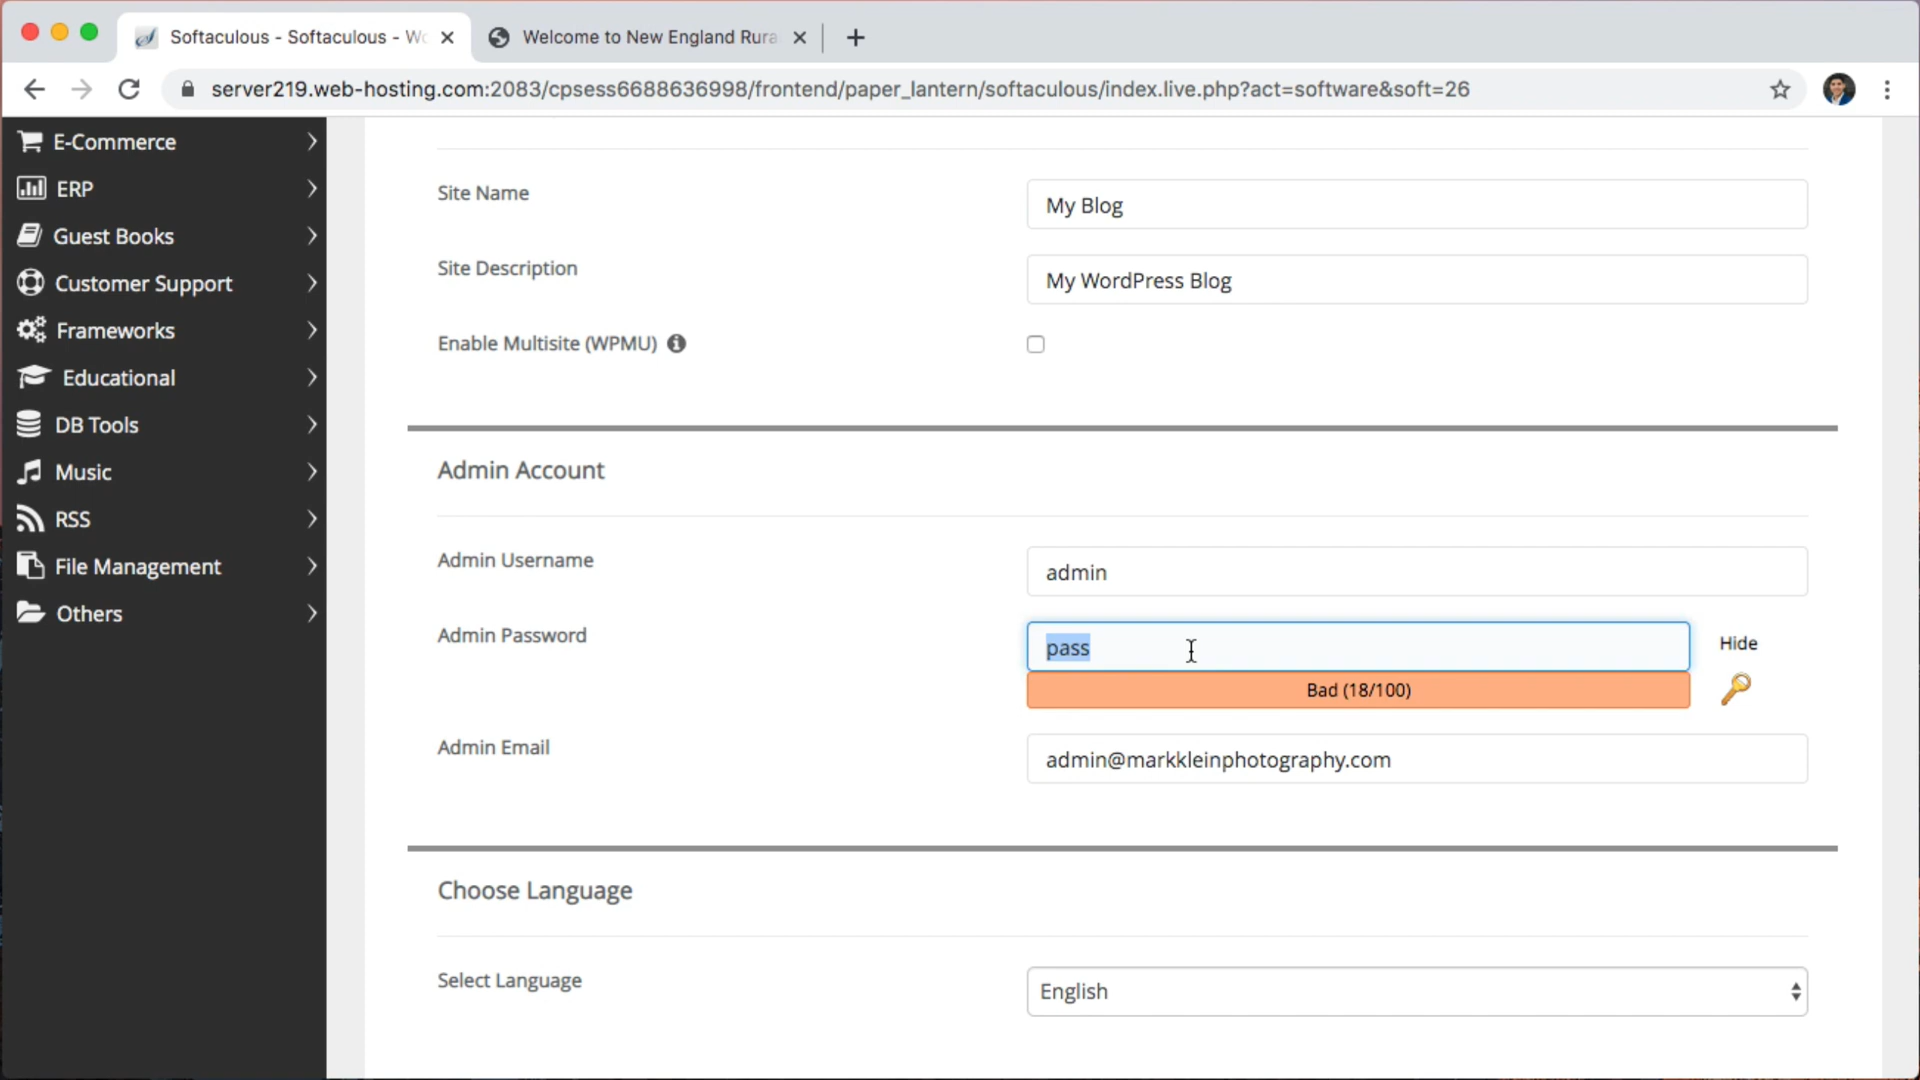 Softaculous - Softaculous - Wo
Welcome to New England Rura
server219.web-hosting.com:2083/cpsess6688636998/frontend/paper_lantern/softaculous/index.live.php?act=software&soft=26
E-Commerce
ERP
Guest Books
Customer Support
Frameworks
Educational
DB Tools
Music
RSS
File Management
Others
Site Name
My Blog
Site Description
My WordPress Blog
Enable Multisite (WPMU)
Admin Account
Admin Username
admin
Admin Password
pass
Hide
Bad (18/100)
Admin Email
admin@markkleinphotography.com
Choose Language
Select Language
English